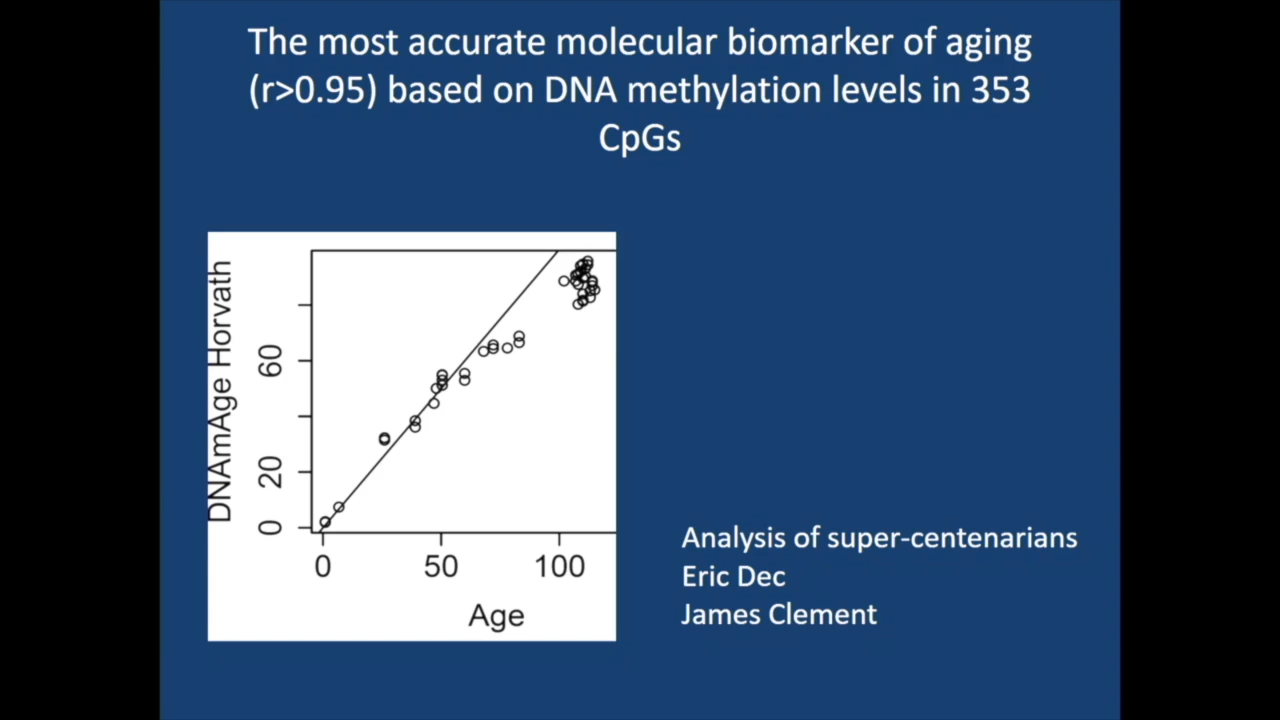 The most accurate molecular biomarker of aging
(r>0.95) based on DNA methylation levels in 353
CpGs
DNAmAge Horvath
60
20
0
0 50 100
Age
Analysis of super-centenarians
Eric Dec
James Clement